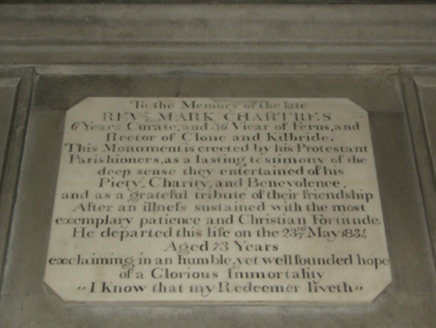 To the Memory of the late
REVD. MARK CHARTRES
6 Years Curate, and 36 Vicar of Ferns, and
Rector of Clone and Kilbride.
This Monument is erected by his Protestant
Parishioners, as a lasting testimony of the
deep sense they entertained of his
Piety, Charity, and Benevolence,
and as a grateful tribute of their friendship
After an illness sustained with the most
exemplary patience and Christian Fortitude.
He departed this life on the 23rd May 1834
Aged 73 Years
exclaiming in an humble, yet well founded hope
of a Glorious Immortality
"I Know that my Redeemer liveth"